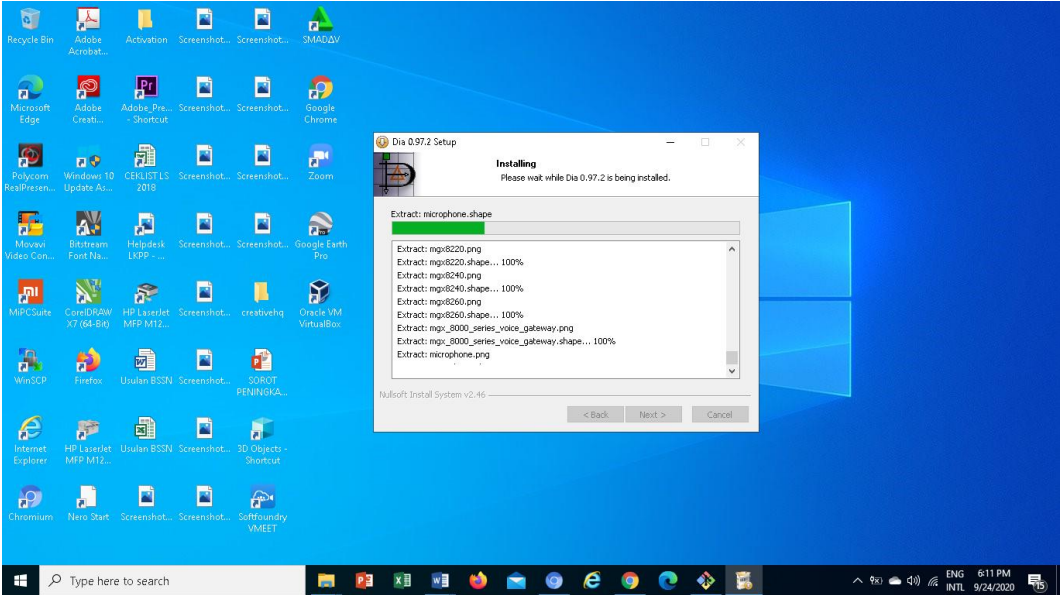 Recycle Bin
Adobe
Acrobat...
Activation
Screenshot...
Screenshot...
SMADAV
Microsoft
Edge
Adobe
Creati...
Adobe_Pre...
- Shortcut
Screenshot...
Screenshot...
Google
Chrome
Polycom
RealPresen...
Windows 10
Update As...
CEKLIST LS
2018
Screenshot...
Screenshot...
Zoom
Movavi
Video Con...
Bitstream
Font Na...
Helpdesk
LKPP - ...
Screenshot...
Screenshot...
Google Earth
Pro
MiPCSuite
CorelDRAW
X7 (64-Bit)
HP LaserJet
MFP M12...
Screenshot...
creativehq
Oracle VM
VirtualBox
WinSCP
Firefox
Usulan BSSN
Screenshot...
SOROT
PENINGKA...
Internet
Explorer
HP LaserJet
MFP M12...
Usulan BSSN
Screenshot...
3D Objects -
Shortcut
Chromium
Nero Start
Screenshot...
Screenshot...
Softfoundry
VMEET
Dia 0.97.2 Setup
Installing
Please wait while Dia 0.97.2 is being installed.
Extract: microphone.shape
Extract: mgx8220.png
Extract: mgx8220.shape... 100%
Extract: mgx8240.png
Extract: mgx8240.shape... 100%
Extract: mgx8260.png
Extract: mgx8260.shape... 100%
Extract: mgx_8000_series_voice_gateway.png
Extract: mgx_8000_series_voice_gateway.shape... 100%
Extract: microphone.png
Nullsoft Install System v2.46
< Back
Next >
Cancel
Type here to search
ENG
INTL
6:11 PM
9/24/2020
15